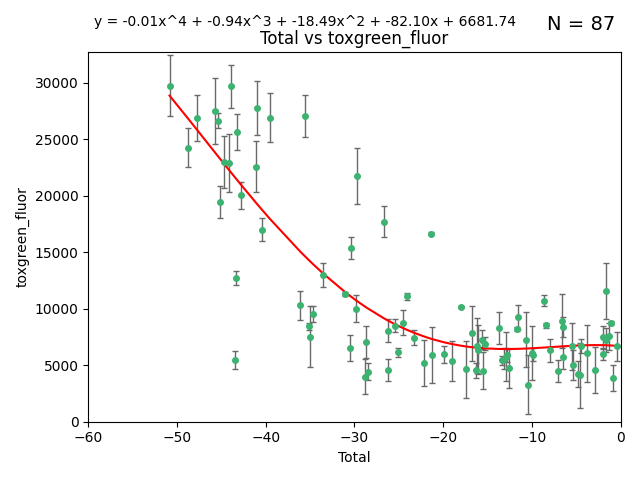 y = -0.01x^4 + -0.94x^3 + -18.49x^2 + -82.10x + 6681.74
N = 87
Total vs toxgreen_fluor
30000
25000
20000
15000
10000
5000
0
toxgreen_fluor
−60
−50
−40
−30
−20
−10
0
Total